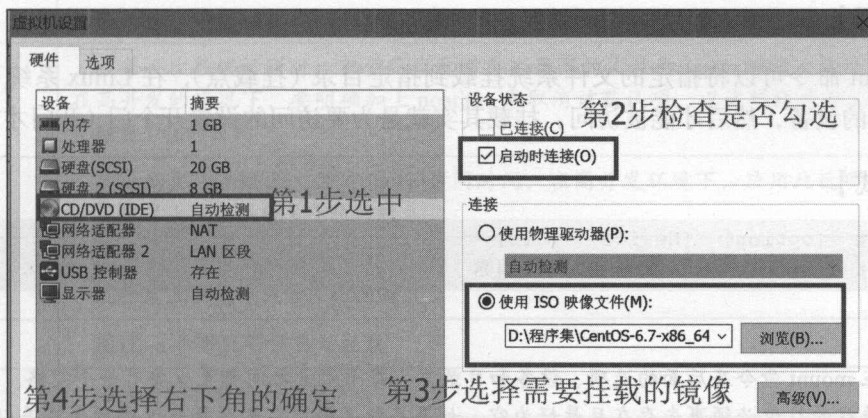 虚拟机设置
硬件 选项
设备 摘要
内存 1 GB
处理器 1
硬盘(SCSI) 20 GB
硬盘 2 (SCSI) 8 GB
CD/DVD (IDE) 自动检测
网络适配器 NAT
网络适配器 2 LAN 区段
USB 控制器 存在
显示器 自动检测
第1步选中
设备状态
第2步检查是否勾选
已连接(C)
启动时连接(O)
连接
使用物理驱动器(P):
自动检测
使用 ISO 映像文件(M):
D:\程序集\CentOS-6.7-x86_64 浏览(B)...
第3步选择需要挂载的镜像
高级(V)...
第4步选择右下角的确定